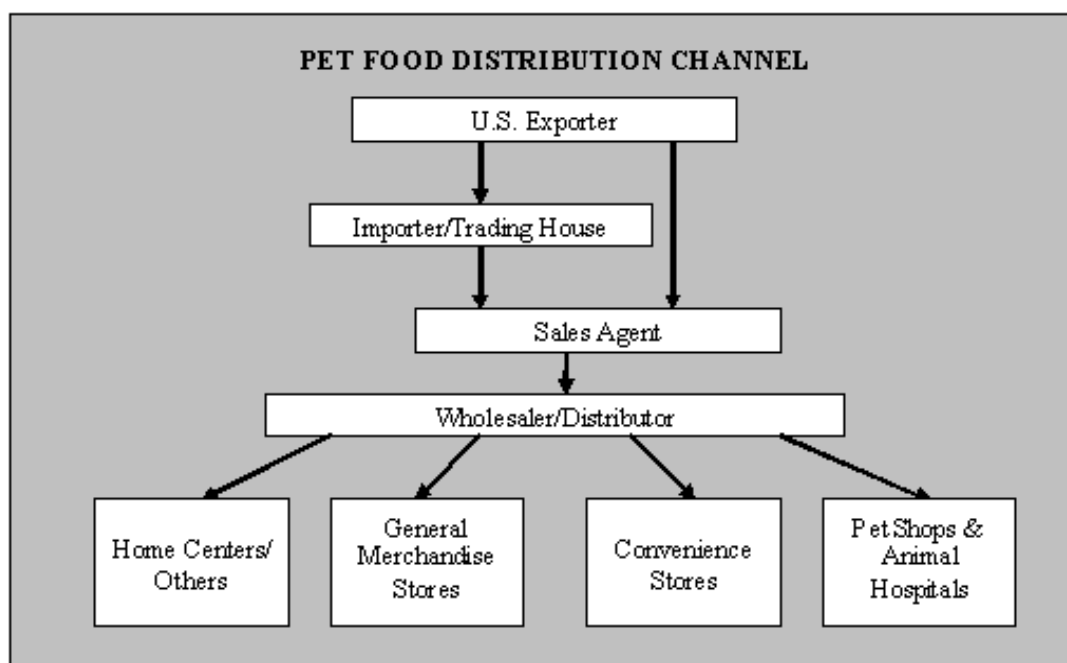 PET FOOD DISTRIBUTION CHANNEL
U.S. Exporter
Importer/Trading House
Sales Agent
Wholesaler/Distributor
Home Centers/
Others
General
Merchandise
Stores
Convenience
Stores
Pet Shops &
Animal
Hospitals